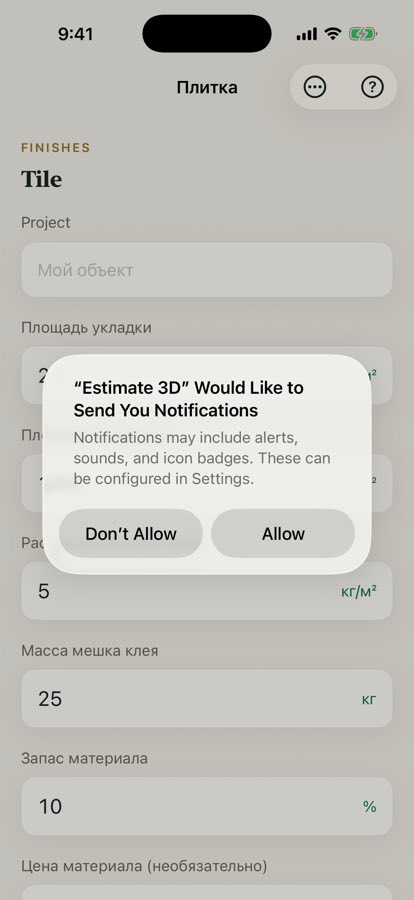 9:41
Плитка
FINISHES
Tile
Project
Мой объект
Площадь укладки
“Estimate 3D” Would Like to
Send You Notifications
Notifications may include alerts,
sounds, and icon badges. These can
be configured in Settings.
Don’t Allow
Allow
5 кг/м²
Масса мешка клея
25 кг
Запас материала
10 %
Цена материала (необязательно)